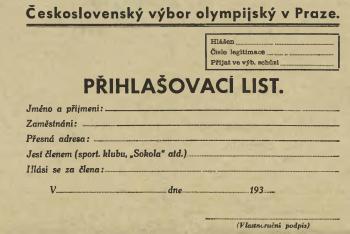 Československý výbor olympijský v Praze.
Hlášen
Číslo legitimace
Přijat ve výb. schůzi
PŘIHLAŠOVACÍ LIST.
Jméno a příjmení:
Zaměstnání:
Přesná adresa:
Jest členem (sport. klubu, „Sokola" atd.)
Hlásí se za člena:
V dne 193
(Vlastnoruční podpis)